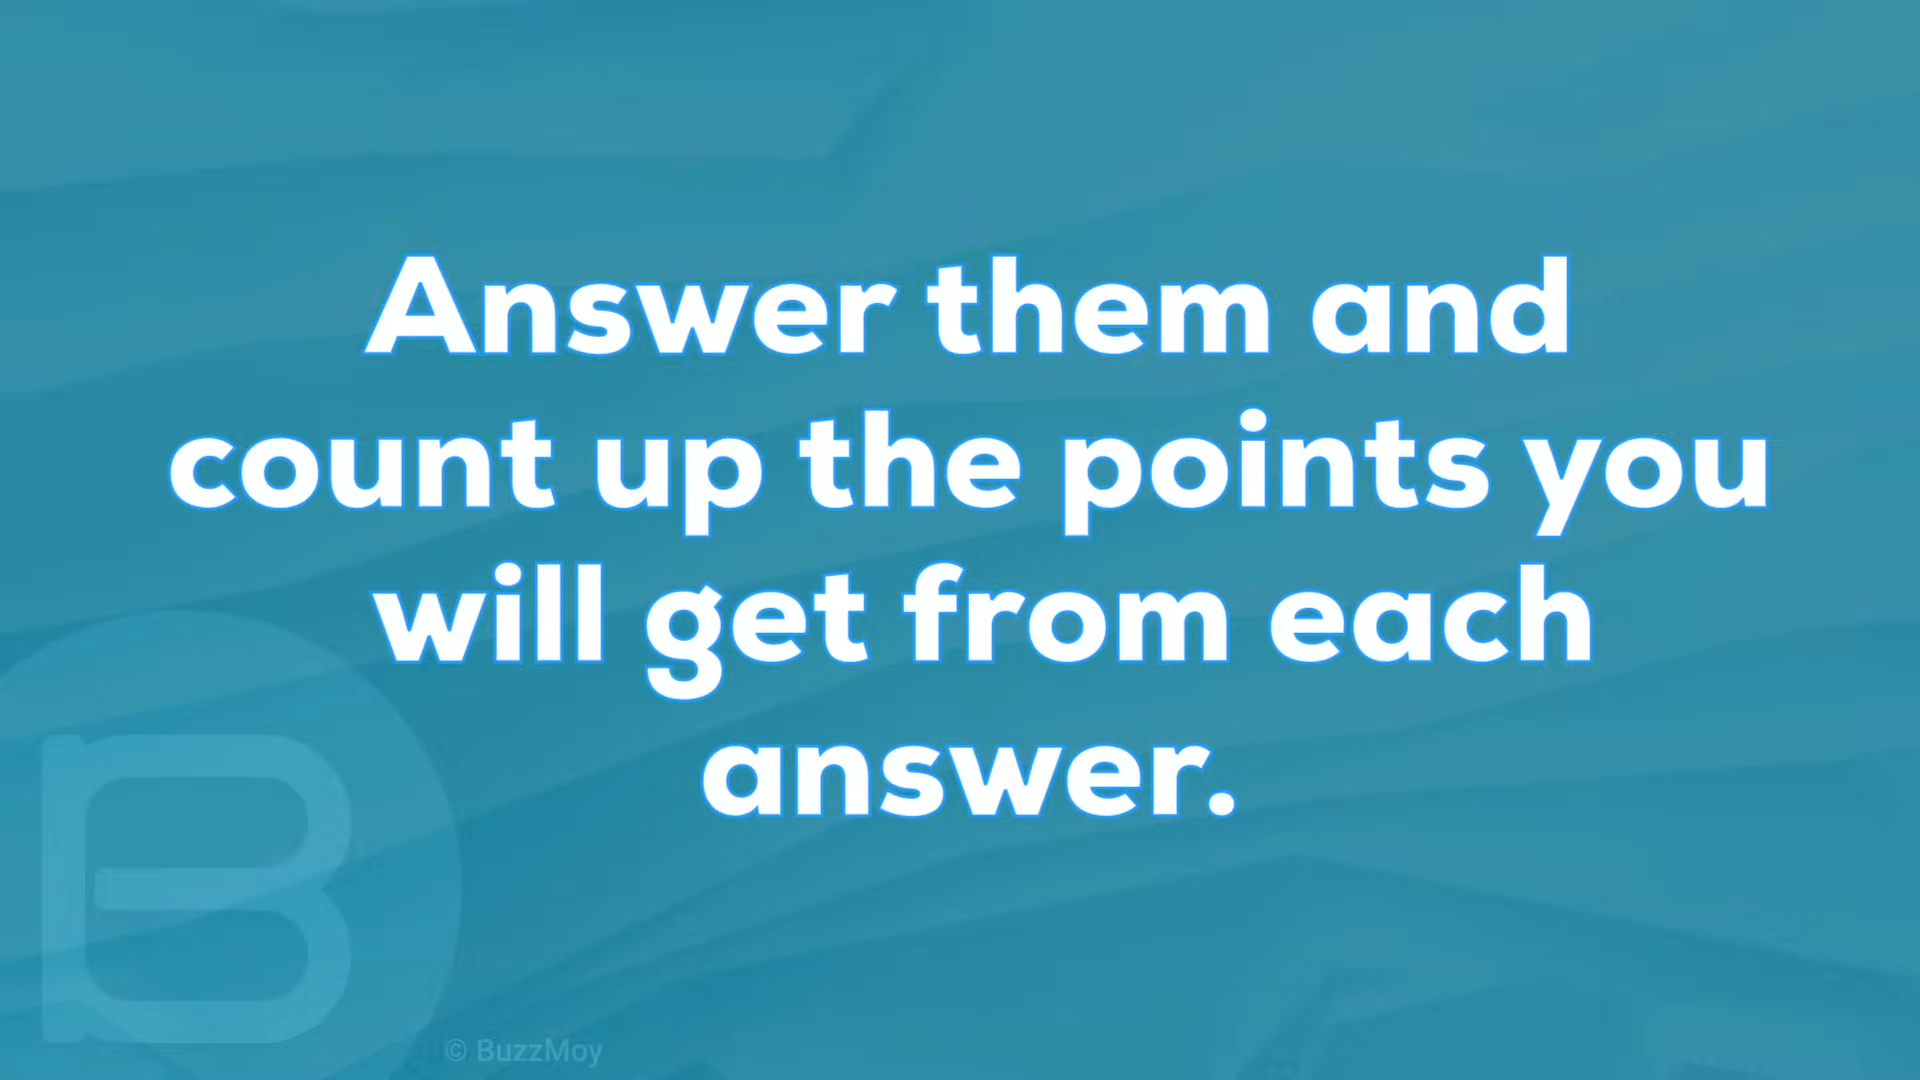 Answer them and
count up the points you
will get from each
answer.
B
© BuzzMoy